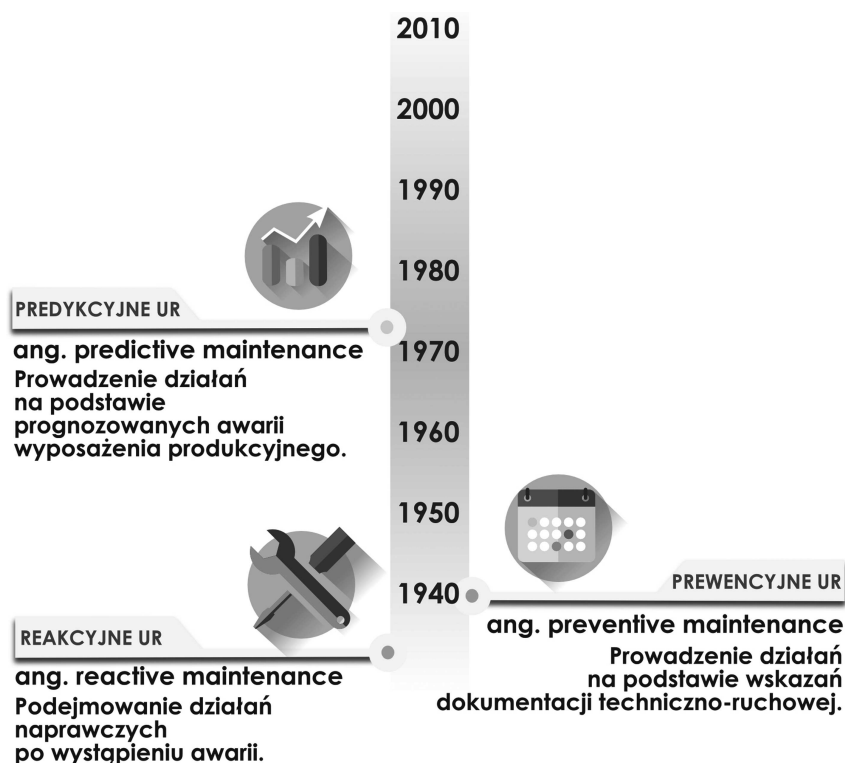 2010
2000
1990
1980
1970
1960
1950
1940
PREDYKCYJNE UR
ang. predictive maintenance
Prowadzenie działań
na podstawie
prognozowanych awarii
wyposażenia produkcyjnego.
PREWENCYJNE UR
ang. preventive maintenance
Prowadzenie działań
na podstawie wskazań
dokumentacji techniczno-ruchowej.
REAKCYJNE UR
ang. reactive maintenance
Podejmowanie działań
naprawczych
po wystąpieniu awarii.